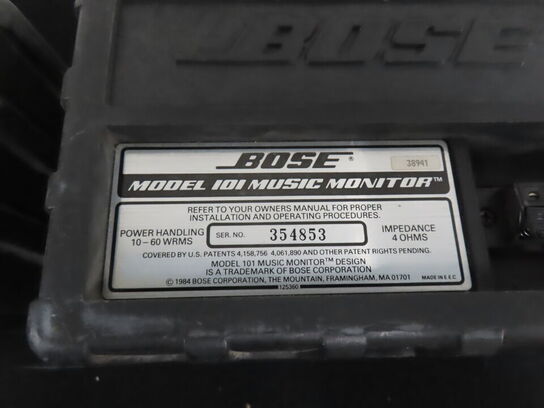 BOSE
BOSE®
38941
MODEL 101 MUSIC MONITOR™
REFER TO YOUR OWNERS MANUAL FOR PROPER
INSTALLATION AND OPERATING PROCEDURES.
POWER HANDLING
10-60 WRMS
SER. NO. 354853
IMPEDANCE
4 OHMS
COVERED BY U.S. PATENTS 4,158,756 4,061,890 AND OTHER PATENT RIGHTS PENDING.
MODEL 101 MUSIC MONITOR™ DESIGN
IS A TRADEMARK OF BOSE CORPORATION
© 1984 BOSE CORPORATION, THE MOUNTAIN, FRAMINGHAM, MA 01701
MADE IN E.E.C
125360